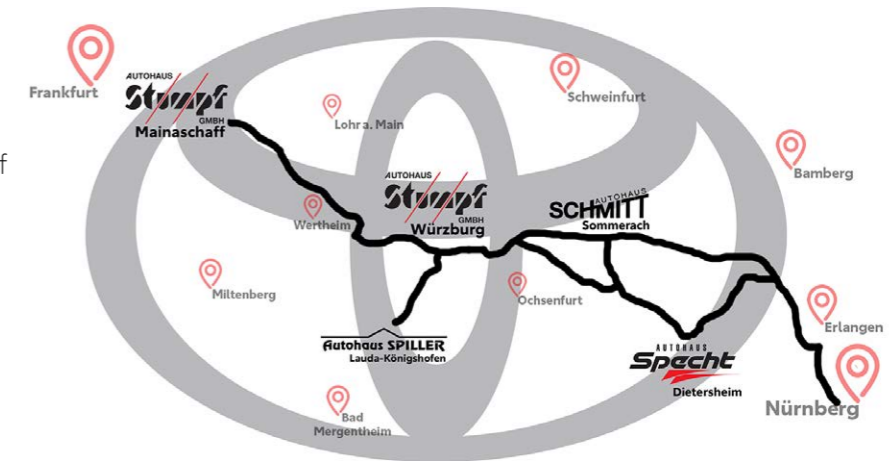 Frankfurt
AUTOHAUS
Stumpf
GMBH
Mainaschaff
f
Lohr a. Main
Schweinfurt
Bamberg
AUTOHAUS
Stumpf
GMBH
Würzburg
AUTOHAUS
SCHMITT
Sommerach
Wertheim
Miltenberg
Ochsenfurt
Erlangen
Autohaus SPILLER
Lauda-Königshofen
AUTOHAUS
Specht
Dietersheim
Nürnberg
Bad
Mergentheim